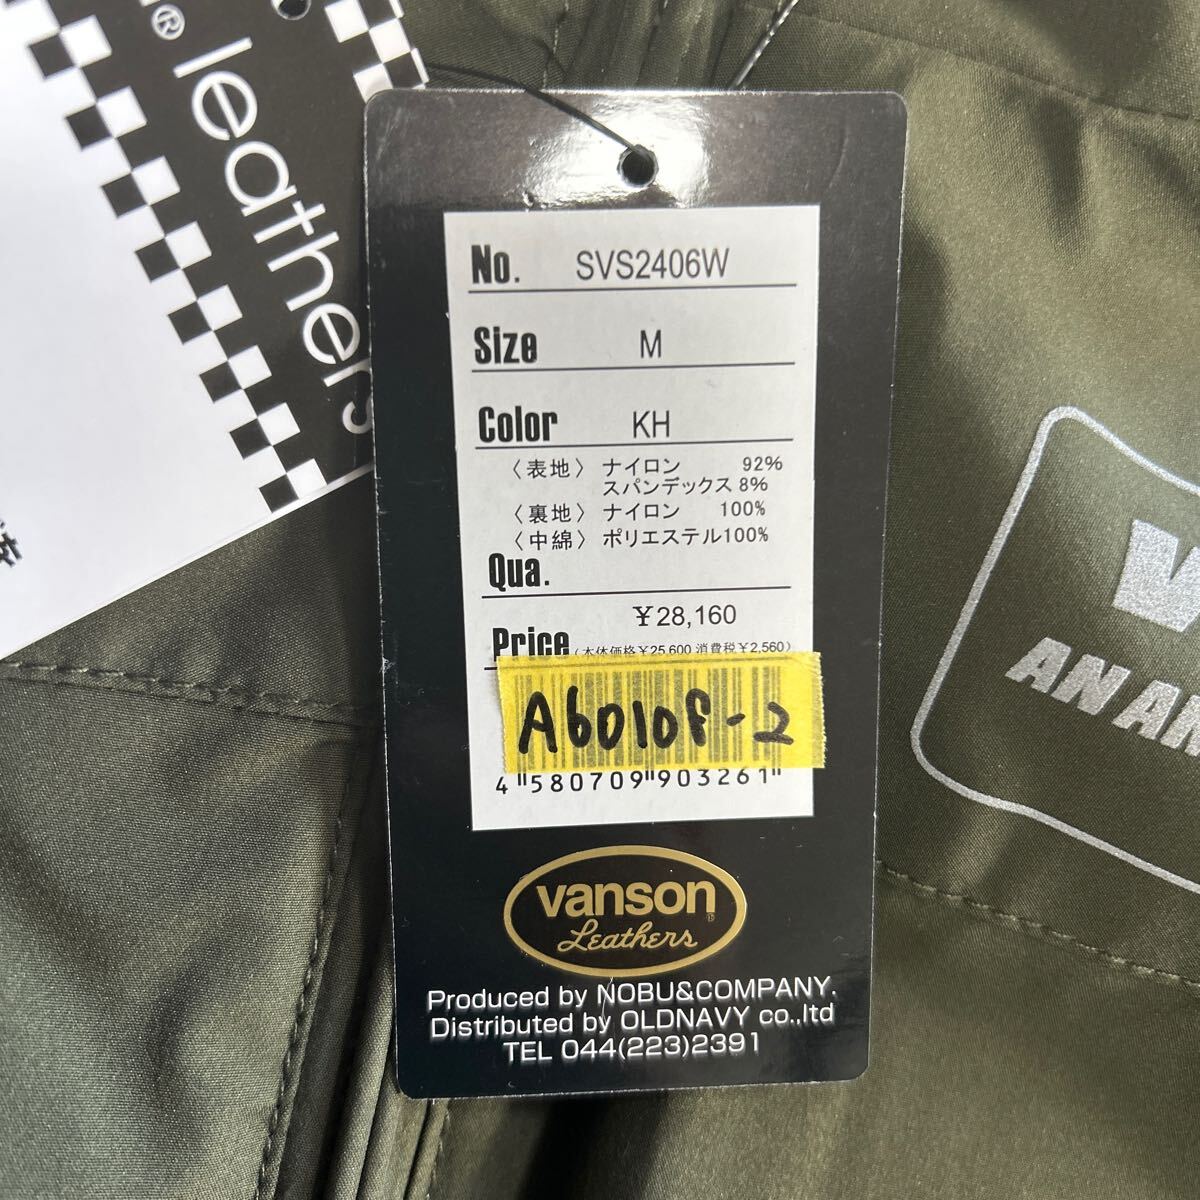 ® leathers
No. SVS2406W
Size M
Color KH
〈表地〉 ナイロン 92%
スパンデックス 8%
〈裏地〉 ナイロン 100%
〈中綿〉 ポリエステル100%
Qua.
¥28,160
Price (本体価格¥25,600 消費税¥2,560)
A6010P-2
4"580709"903261"
vanson
Leathers
Produced by NOBU&COMPANY.
Distributed by OLDNAVY co.,ltd
TEL 044(223)2391
AN AM